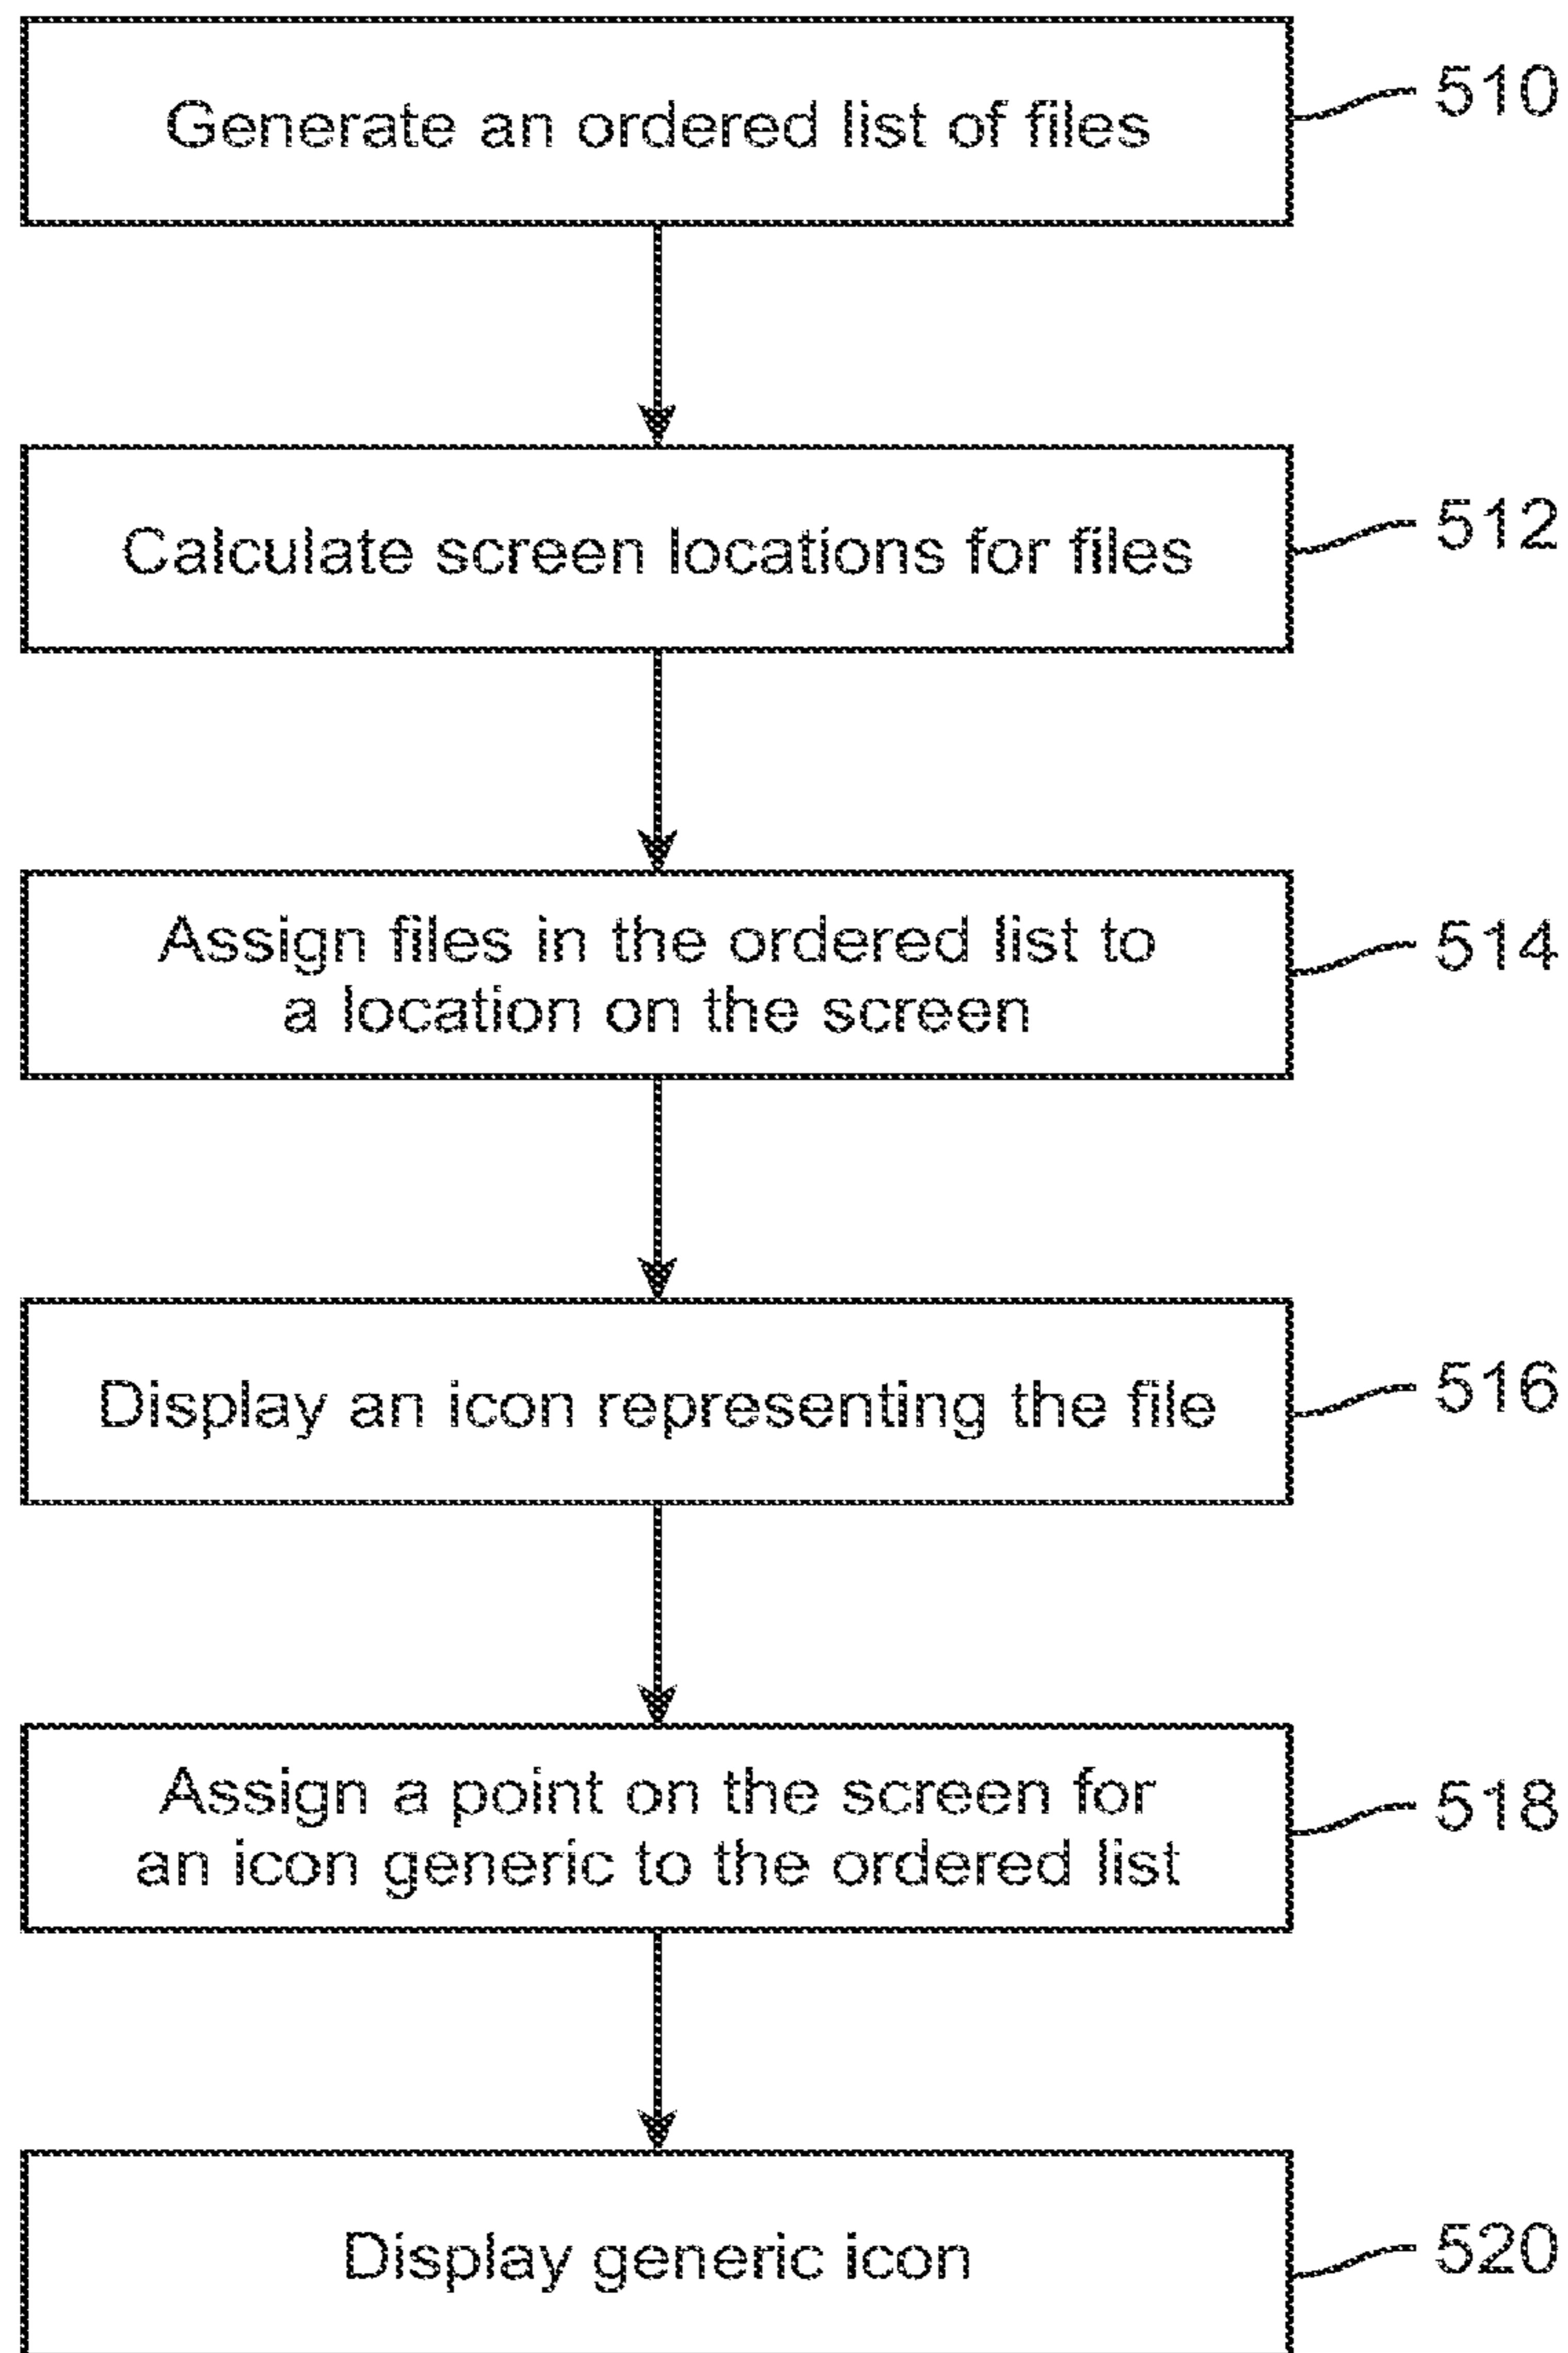 Generate an ordered list of files
510
Calculate screen locations for files
512
Assign files in the ordered list to
a location on the screen
514
Display an icon representing the file
516
Assign a point on the screen for
an icon generic to the ordered list
518
Display generic icon
520